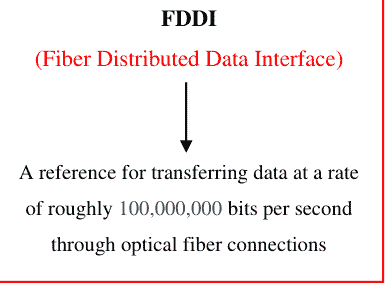 FDDI
(Fiber Distributed Data Interface)
A reference for transferring data at a rate
of roughly 100,000,000 bits per second
through optical fiber connections